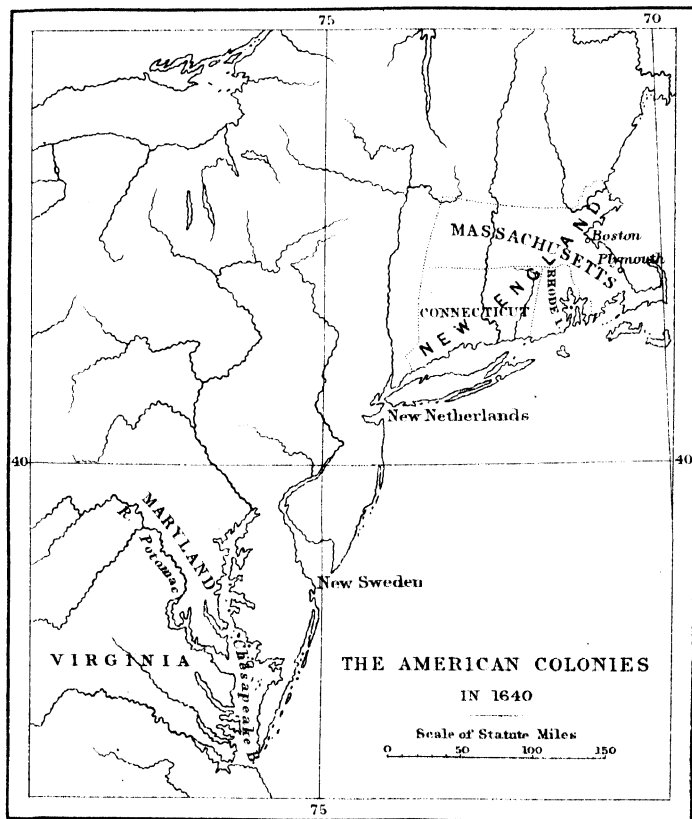 75
70
NEW ENGLAND
MASSACHUSETTS
Boston
Plymouth
RHODE I.
CONNECTICUT
New Netherlands
40
40
MARYLAND
R. Potomac
New Sweden
VIRGINIA
Chesapeake B.
THE AMERICAN COLONIES
IN 1640
Scale of Statute Miles
0 50 100 150
75